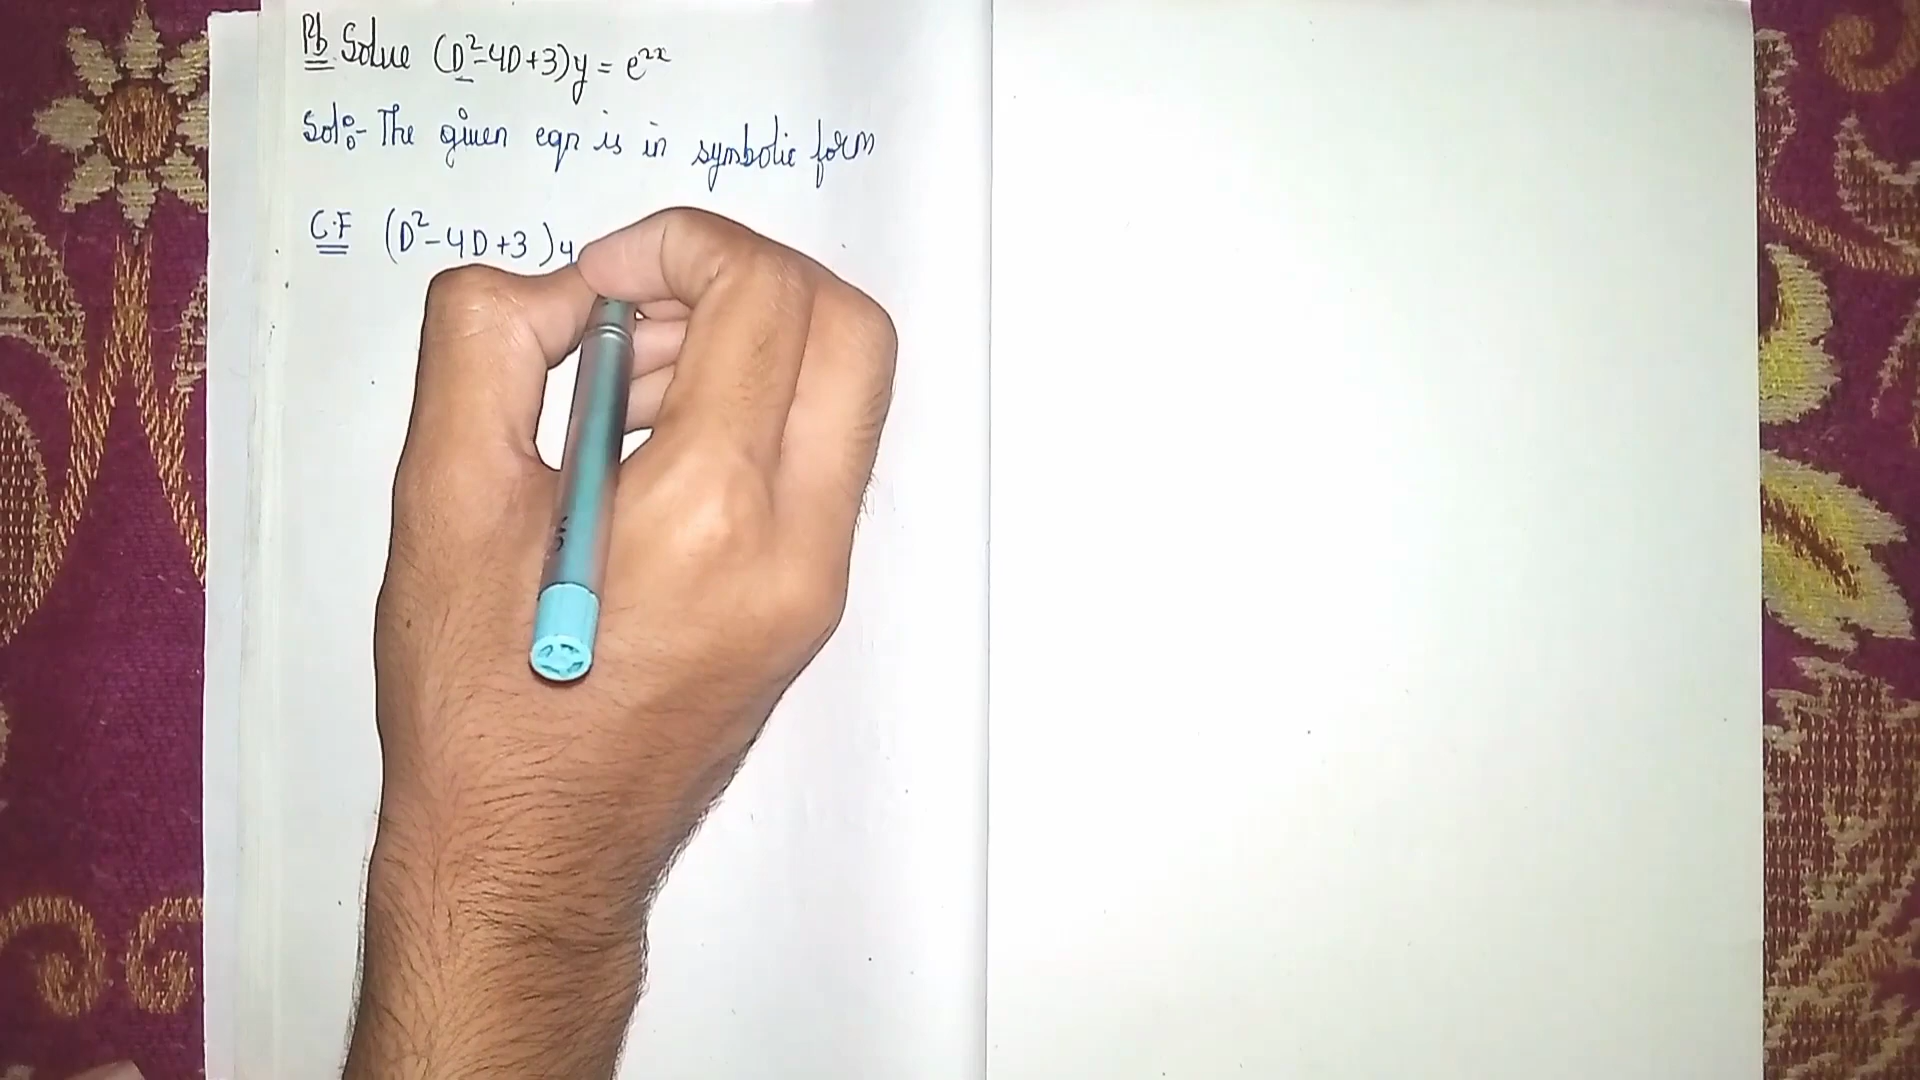 Pb Solve (D²-4D+3)y = e²ˣ
Sol:- The given eqn is in symbolic form
C.F (D²-4D+3)y